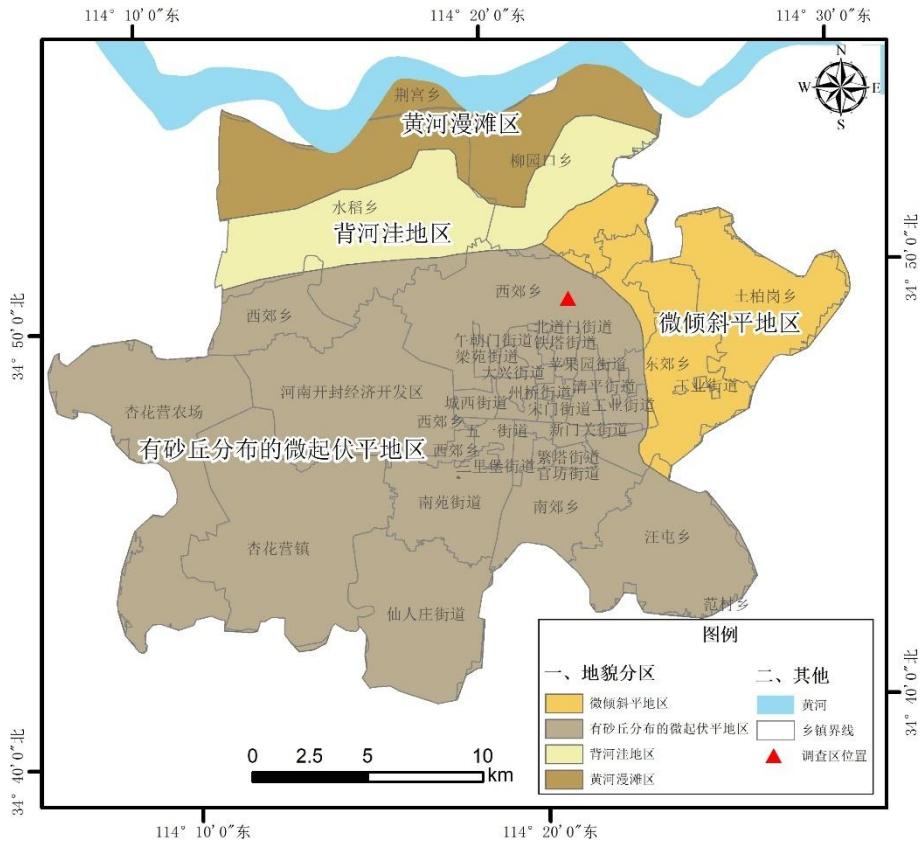 114° 10'0"东
114° 20'0"东
114° 30'0"东
N
W
E
S
荆宫乡
黄河漫滩区
柳园口乡
水稻乡
背河洼地区
34° 50'0"北
34° 50'0"北
西郊乡
土柏岗乡
微倾斜平地区
西郊乡
北道门街道
午朝门街道
铁塔街道
梁苑街道
苹果园街道
东郊乡
大兴街道
工业街道
河南开封经济开发区
州桥街道
清平街道
杏花营农场
城西街道
宋门街道
工业街道
西郊乡
五一街道
新门关街道
有砂丘分布的微起伏平地区
西郊乡
繁塔街道
三里堡街道
官坊街道
南苑街道
南郊乡
汪屯乡
杏花营镇
范村乡
仙人庄街道
图例
一、地貌分区
二、其他
微倾斜平地区
黄河
有砂丘分布的微起伏平地区
乡镇界线
背河洼地区
调查区位置
黄河漫滩区
0 2.5 5 10
km
34° 40'0"北
34° 40'0"北
114° 10'0"东
114° 20'0"东